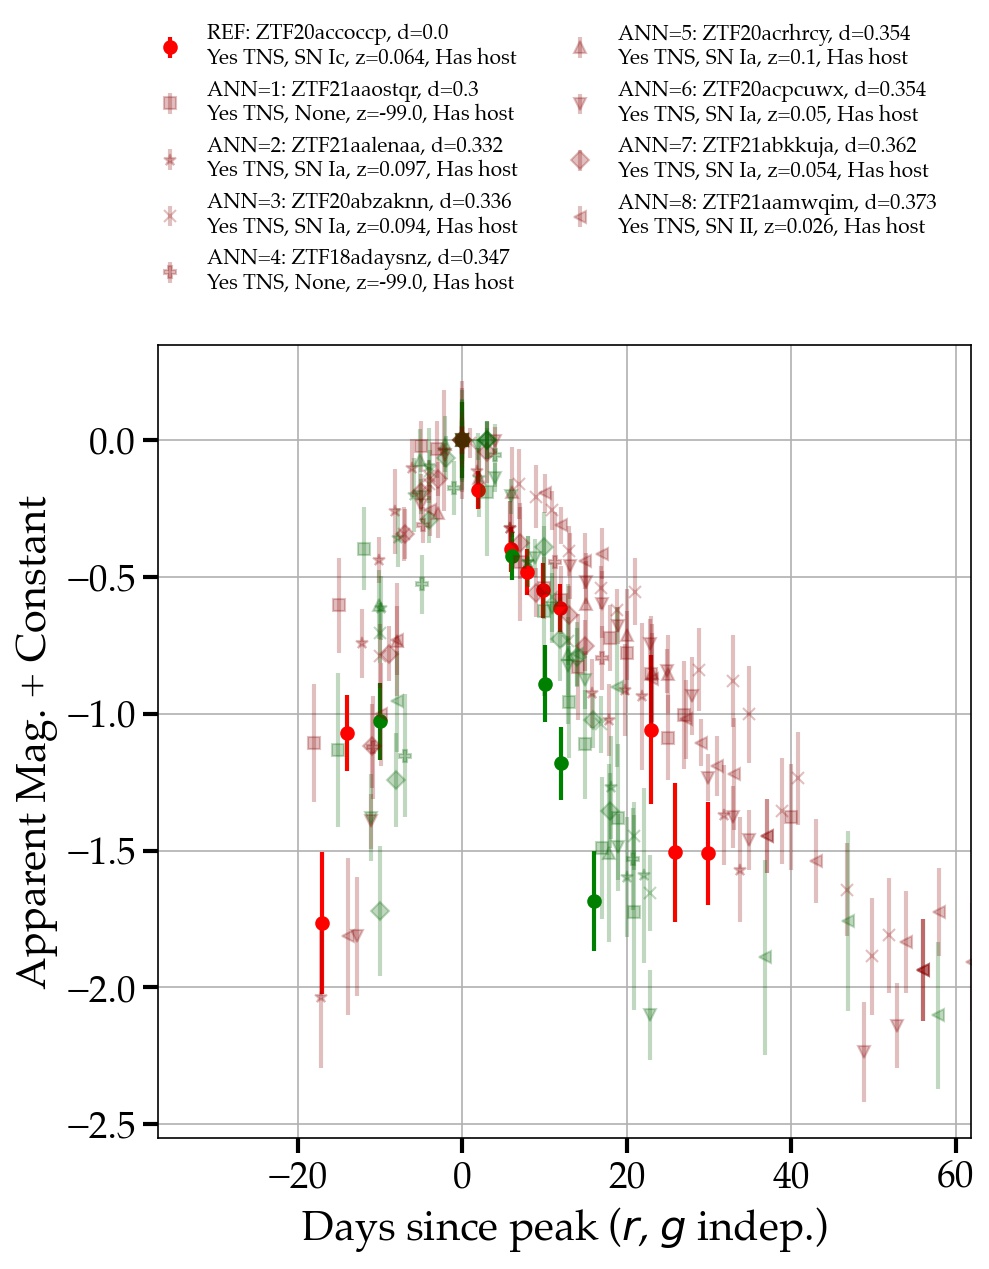 REF: ZTF20accoccp, d=0.0
Yes TNS, SN Ic, z=0.064, Has host
ANN=1: ZTF21aaostqr, d=0.3
Yes TNS, None, z=-99.0, Has host
ANN=2: ZTF21aalenaa, d=0.332
Yes TNS, SN Ia, z=0.097, Has host
ANN=3: ZTF20abzaknn, d=0.336
Yes TNS, SN Ia, z=0.094, Has host
ANN=4: ZTF18adaysnz, d=0.347
Yes TNS, None, z=-99.0, Has host
ANN=5: ZTF20acrhrcy, d=0.354
Yes TNS, SN Ia, z=0.1, Has host
ANN=6: ZTF20acpcuwx, d=0.354
Yes TNS, SN Ia, z=0.05, Has host
ANN=7: ZTF21abkkuja, d=0.362
Yes TNS, SN Ia, z=0.054, Has host
ANN=8: ZTF21aamwqim, d=0.373
Yes TNS, SN II, z=0.026, Has host
Apparent Mag. + Constant
0.0
−0.5
−1.0
−1.5
−2.0
−2.5
−20 0 20 40 60
Days since peak (r, g indep.)